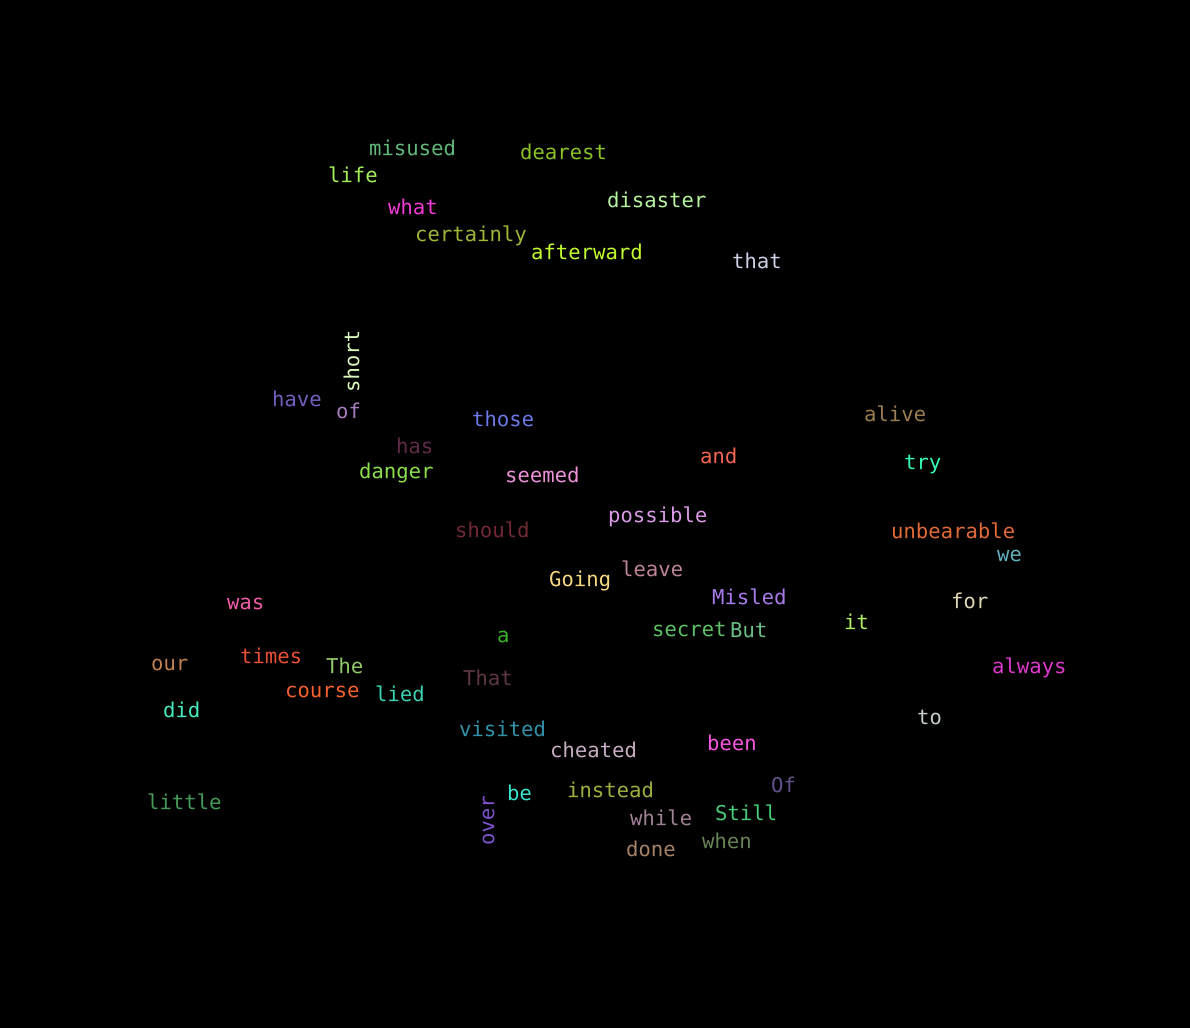 misused
dearest
life
disaster
what
certainly
afterward
that
short
have
of
those
alive
has
and
try
danger
seemed
possible
should
unbearable
we
leave
Going
Misled
was
for
it
secret
But
a
our
times
The
always
That
course
lied
did
to
visited
cheated
been
Of
instead
be
little
over
while
Still
when
done